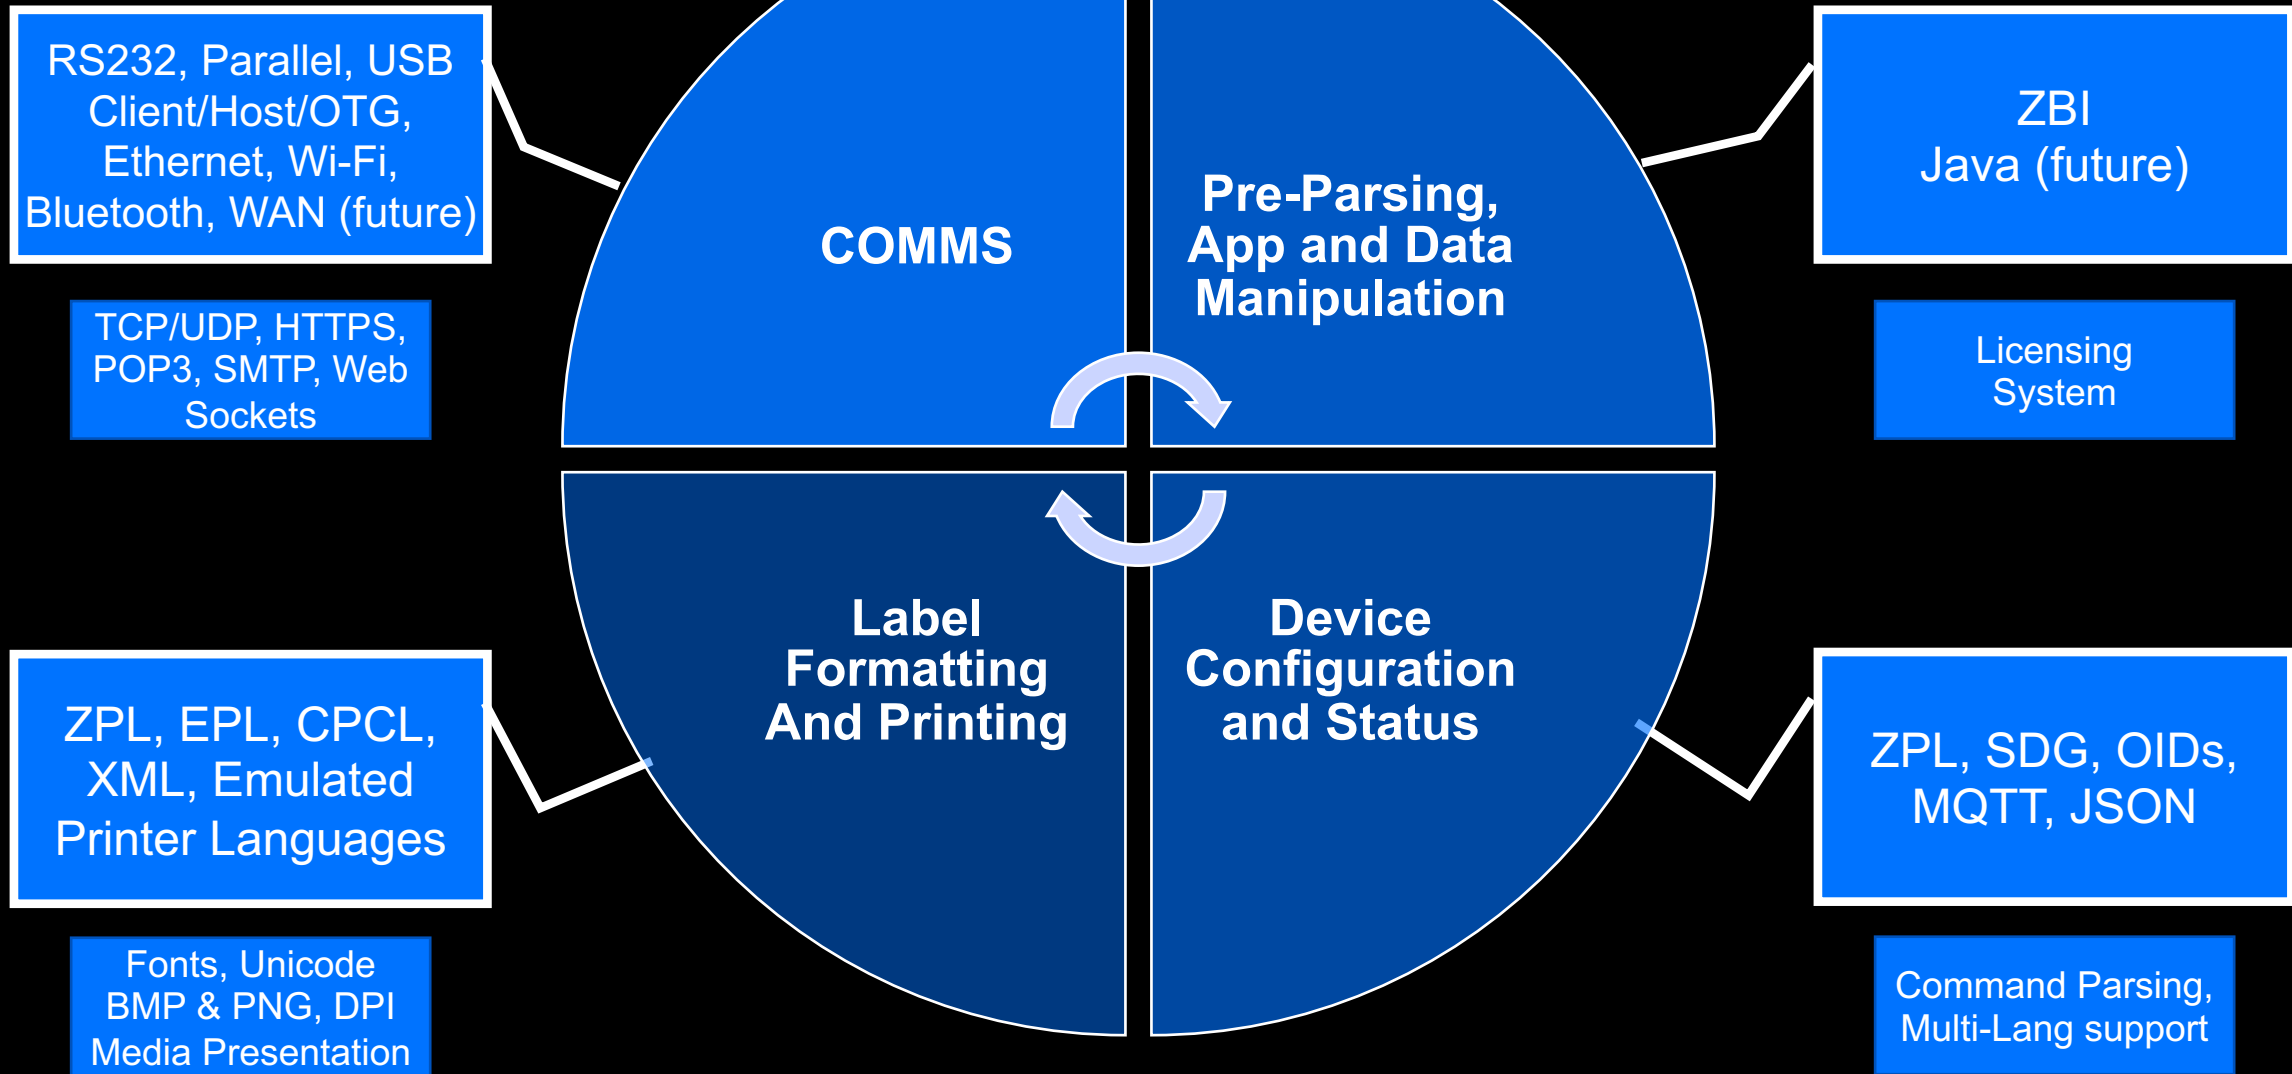 RS232, Parallel, USB
Client/Host/OTG,
Ethernet, Wi-Fi,
Bluetooth, WAN (future)
TCP/UDP, HTTPS,
POP3, SMTP, Web
Sockets
COMMS
Pre-Parsing,
App and Data
Manipulation
ZBI
Java (future)
Licensing
System
ZPL, EPL, CPCL,
XML, Emulated
Printer Languages
Fonts, Unicode
BMP & PNG, DPI
Media Presentation
Label
Formatting
And Printing
Device
Configuration
and Status
ZPL, SDG, OIDs,
MQTT, JSON
Command Parsing,
Multi-Lang support